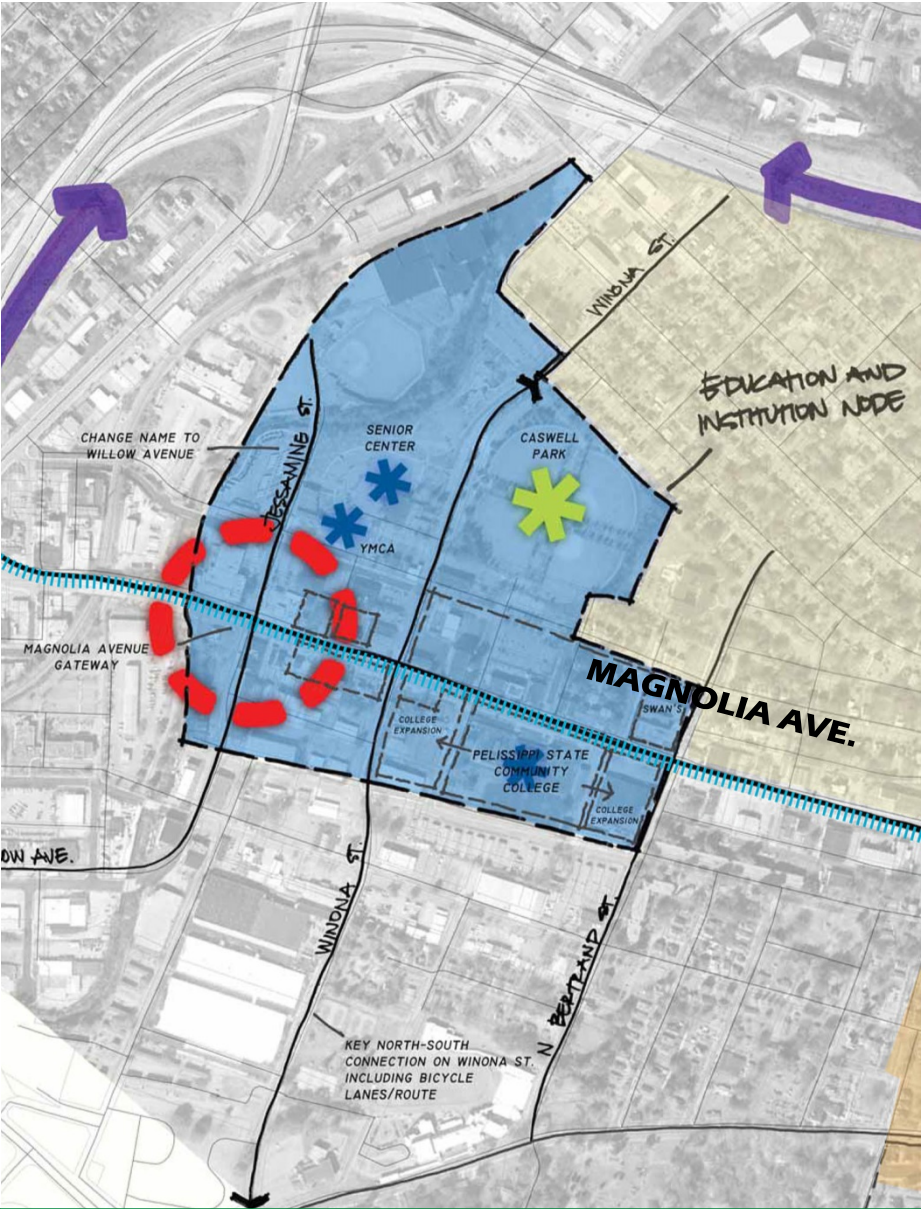 WINONA ST.
EDUCATION AND
INSTITUTION NODE
CHANGE NAME TO
WILLOW AVENUE
JESSAMINE ST.
SENIOR
CENTER
CASWELL
PARK
YMCA
MAGNOLIA AVENUE
GATEWAY
MAGNOLIA AVE.
SWAN'S
COLLEGE
EXPANSION
PELISSIPPI STATE
COMMUNITY
COLLEGE
COLLEGE
EXPANSION
OW AVE.
WINONA ST.
N BERTRAND ST.
KEY NORTH-SOUTH
CONNECTION ON WINONA ST.
INCLUDING BICYCLE
LANES/ROUTE